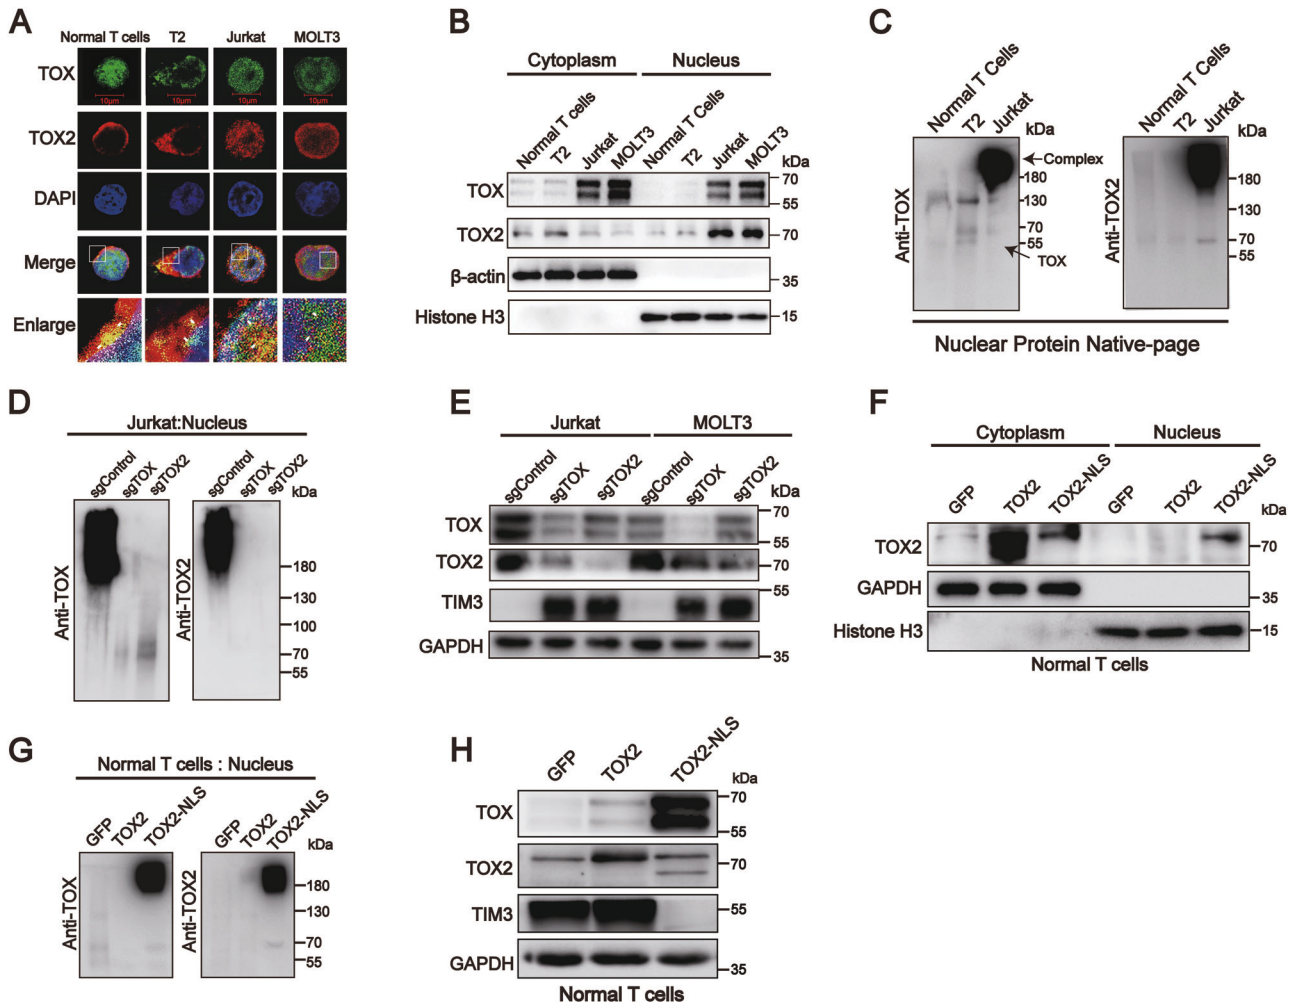 A
Normal T cells T2 Jurkat MOLT3
TOX
10μm 10μm 10μm 10μm
TOX2
DAPI
Merge
Enlarge
B
Cytoplasm Nucleus
Normal T cells T2 Jurkat MOLT3 Normal T Cells T2 Jurkat MOLT3
kDa
TOX 70
55
TOX2 70
β-actin 35
Histone H3 15
C
Normal T Cells T2 Jurkat
kDa
Anti-TOX
Complex
180
130
70
55
TOX
Normal T Cells T2 Jurkat
kDa
Anti-TOX2
180
130
70
55
Nuclear Protein Native-page
D
Jurkat:Nucleus
sgControl sgTOX sgTOX2 sgControl sgTOX sgTOX2
kDa
Anti-TOX Anti-TOX2
180
130
100
70
55
E
Jurkat MOLT3
sgControl sgTOX sgTOX2 sgControl sgTOX sgTOX2
kDa
TOX 70
55
TOX2 70
TIM3 55
GAPDH 35
F
Cytoplasm Nucleus
GFP TOX2 TOX2-NLS GFP TOX2 TOX2-NLS
kDa
TOX2 70
GAPDH 35
Histone H3 15
Normal T cells
G
Normal T cells : Nucleus
GFP TOX2 TOX2-NLS GFP TOX2 TOX2-NLS
kDa
Anti-TOX Anti-TOX2
180
130
70
55
H
GFP TOX2 TOX2-NLS
kDa
TOX 70
55
TOX2 70
TIM3 55
GAPDH 35
Normal T cells